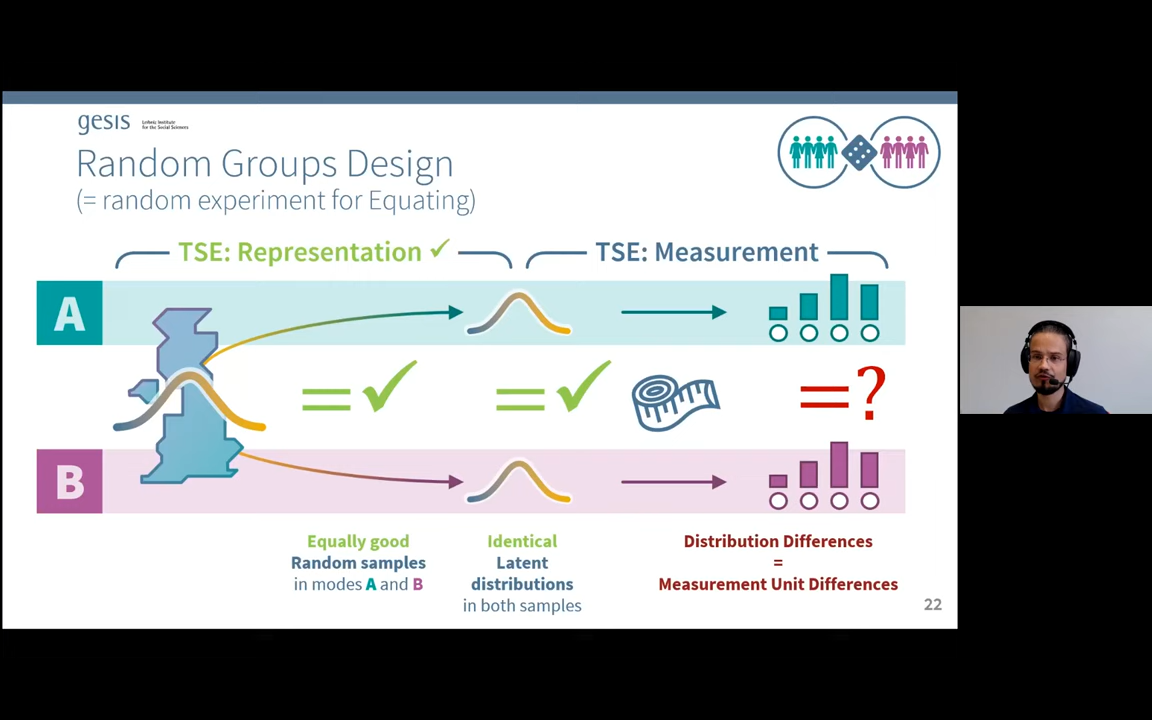 gesis
Leibniz Institute
for the Social Sciences
Random Groups Design
(= random experiment for Equating)
TSE: Representation ✓
TSE: Measurement
A
= ✓
= ✓
=?
B
Equally good
Random samples
in modes A and B
Identical
Latent
distributions
in both samples
Distribution Differences
=
Measurement Unit Differences
22